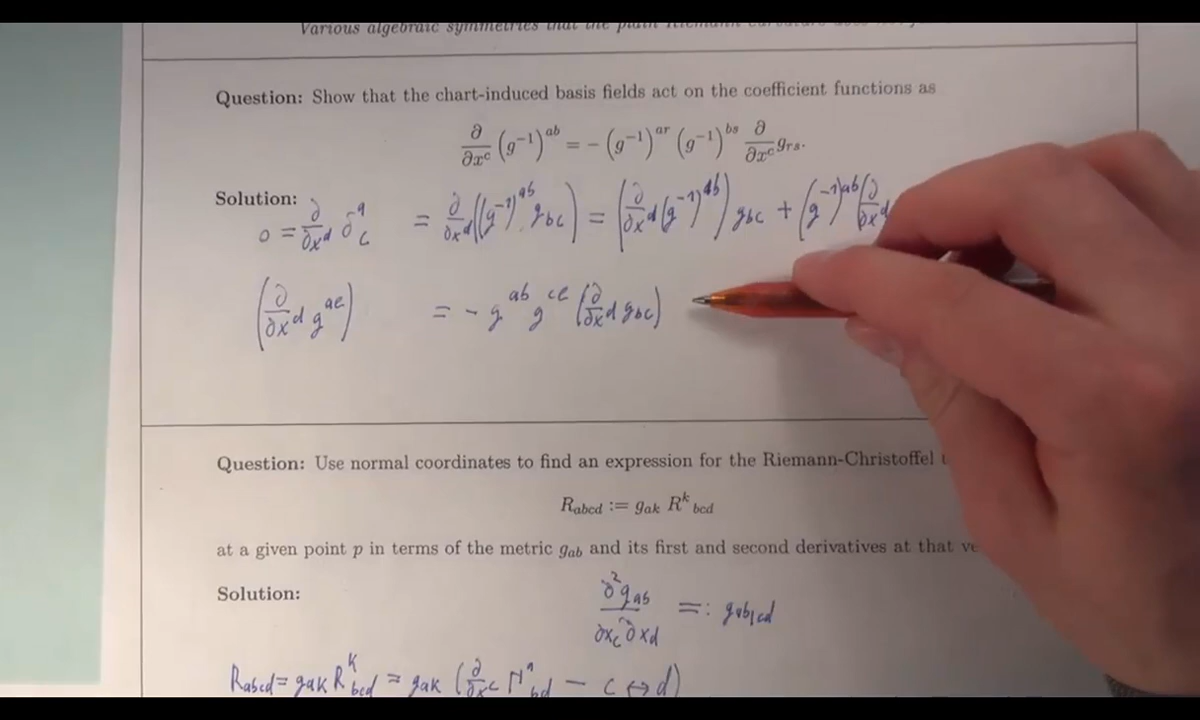 Various algebraic symmetries that the plain Riemann
Question: Show that the chart-induced basis fields act on the coefficient functions as
∂/∂x^c (g^{-1})^{ab} = − (g^{-1})^{ar} (g^{-1})^{bs} ∂/∂x^c g_{rs}.
Solution:
0 = ∂/∂x^d δ^a_c = ∂/∂x^d ((g^{-1})^{ab} g_{bc}) = (∂/∂x^d (g^{-1})^{ab}) g_{bc} + (g^{-1})^{ab} (∂/∂x^d
(∂/∂x^d g^{ae}) = − g^{ab} g^{ce} (∂/∂x^d g_{bc})
Question: Use normal coordinates to find an expression for the Riemann-Christoffel
R_{abcd} := g_{ak} R^k_{bcd}
at a given point p in terms of the metric g_{ab} and its first and second derivatives at that
Solution:
∂²g_{ab}/∂x_c ∂x_d =: g_{ab|cd}
R_{abcd} = g_{ak} R^k_{bcd} = g_{ak} (∂/∂x^c Γ^a_{bd} − c ↔ d)